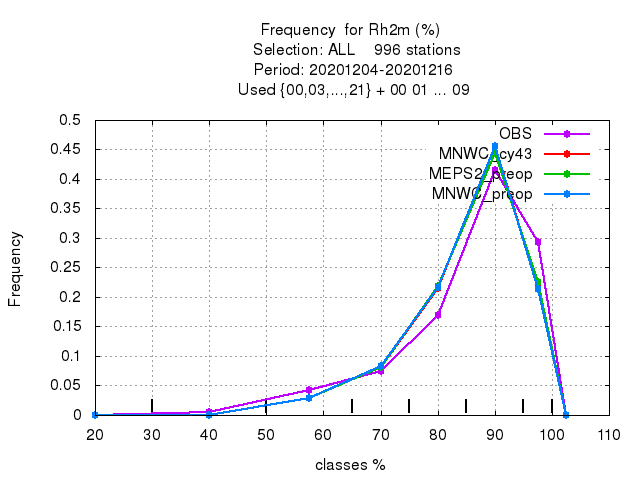 Frequency for Rh2m (%)
Selection: ALL 996 stations
Period: 20201204-20201216
Used {00,03,...,21} + 00 01 ... 09
0.5
0.45
0.4
0.35
0.3
0.25
0.2
0.15
0.1
0.05
0
Frequency
OBS
MNWC_cy43
MEPS2_preop
MNWC_preop
20 30 40 50 60 70 80 90 100 110
classes %